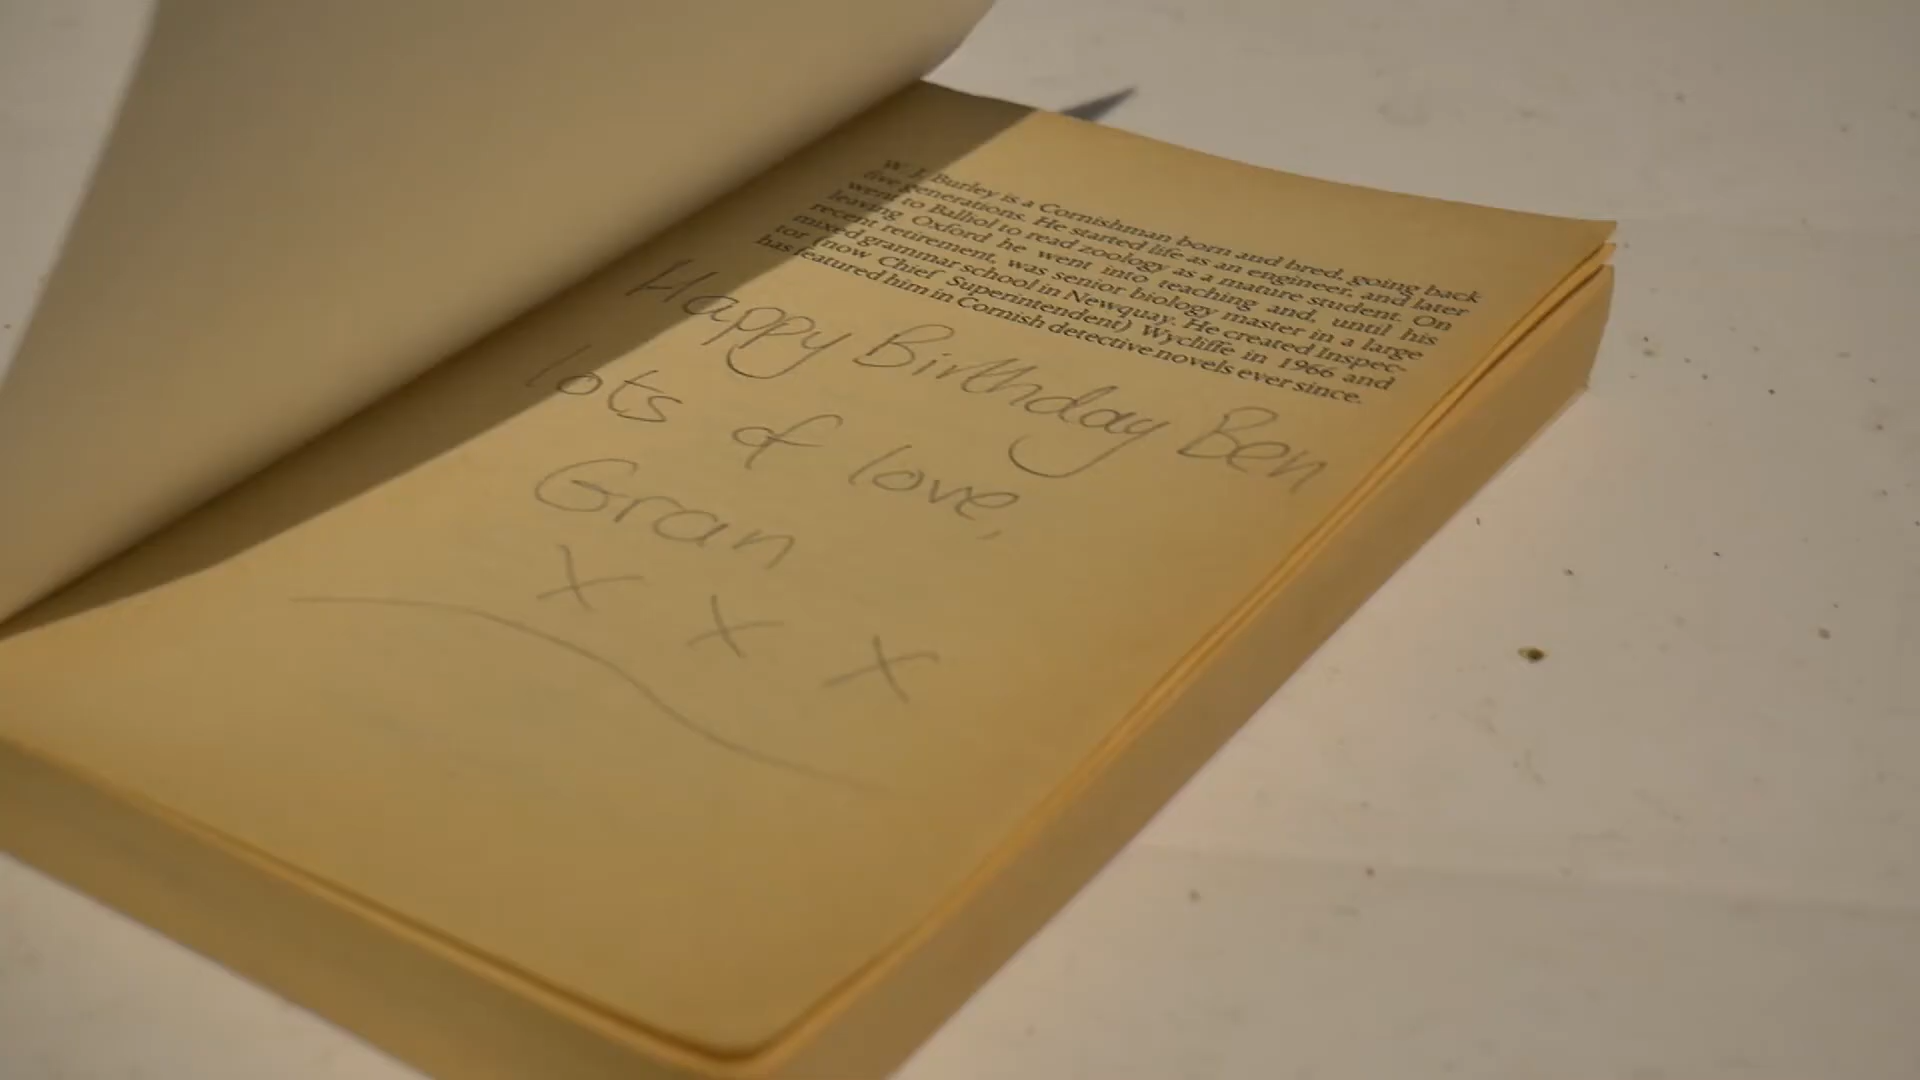 W. J. Burley is a Cornishman born and bred, going back
five generations. He started life as an engineer, and later
went to Balliol to read zoology as a mature student. On
leaving Oxford he went into teaching and, until his
recent retirement, was senior biology master in a large
mixed grammar school in Newquay. He created Inspec-
tor (now Chief Superintendent) Wycliffe in 1966 and
has featured him in Cornish detective novels ever since.
Happy Birthday Ben
lots of love,
Gran
x x x